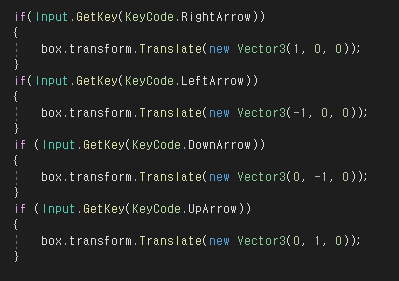 if(Input.GetKey(KeyCode.RightArrow))
{
    box.transform.Translate(new Vector3(1, 0, 0));
}
if(Input.GetKey(KeyCode.LeftArrow))
{
    box.transform.Translate(new Vector3(-1, 0, 0));
}
if (Input.GetKey(KeyCode.DownArrow))
{
    box.transform.Translate(new Vector3(0, -1, 0));
}
if (Input.GetKey(KeyCode.UpArrow))
{
    box.transform.Translate(new Vector3(0, 1, 0));
}